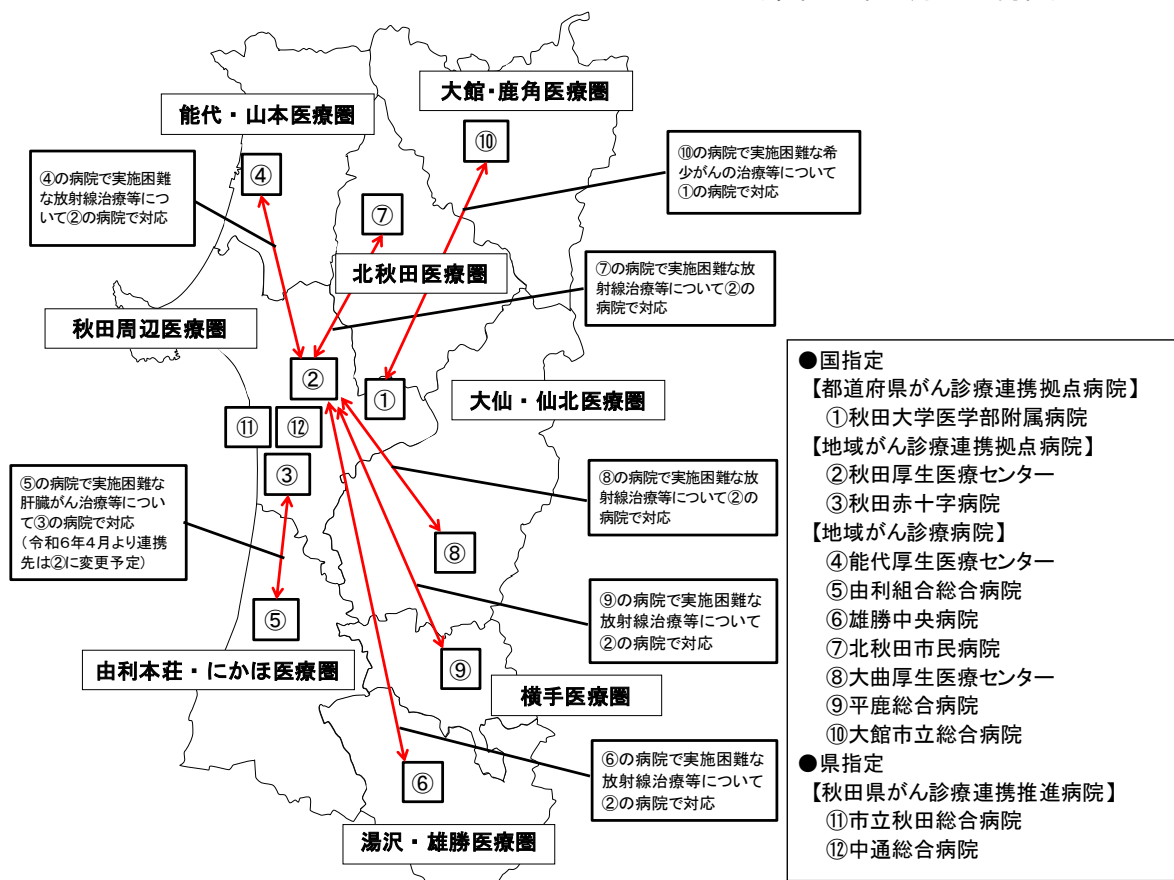 大館・鹿角医療圏
能代・山本医療圏
⑩
⑩の病院で実施困難な希
少がんの治療等について
①の病院で対応
④の病院で実施困難
な放射線治療等につ
いて②の病院で対応
④
⑦
北秋田医療圏
⑦の病院で実施困難な放
射線治療等について②の
病院で対応
秋田周辺医療圏
②
①
大仙・仙北医療圏
⑪
⑫
③
⑤の病院で実施困難な
肝臓がん治療等につい
て③の病院で対応
(令和6年4月より連携
先は②に変更予定)
⑧の病院で実施困難な放
射線治療等について②の
病院で対応
⑧
⑤
⑨の病院で実施困難な
放射線治療等について
②の病院で対応
由利本荘・にかほ医療圏
⑨
横手医療圏
⑥
⑥の病院で実施困難な
放射線治療等について
②の病院で対応
湯沢・雄勝医療圏
●国指定
【都道府県がん診療連携拠点病院】
①秋田大学医学部附属病院
【地域がん診療連携拠点病院】
②秋田厚生医療センター
③秋田赤十字病院
【地域がん診療病院】
④能代厚生医療センター
⑤由利組合総合病院
⑥雄勝中央病院
⑦北秋田市民病院
⑧大曲厚生医療センター
⑨平鹿総合病院
⑩大館市立総合病院
●県指定
【秋田県がん診療連携推進病院】
⑪市立秋田総合病院
⑫中通総合病院